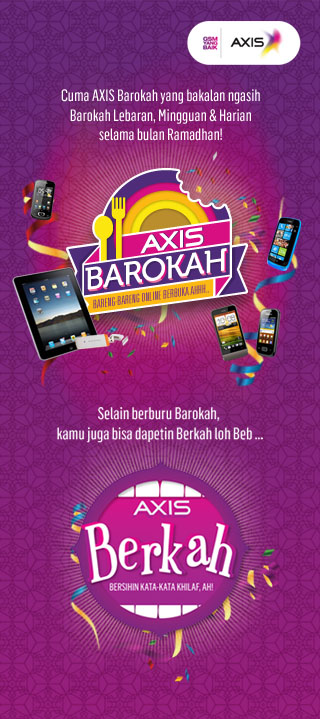 GSM
YANG
BAIK
AXIS
Cuma AXIS Barokah yang bakalan ngasih
Barokah Lebaran, Mingguan & Harian
selama bulan Ramadhan!
AXIS
BAROKAH
BARENG-BARENG ONLINE BERBUKA AHHH...
Selain berburu Barokah,
kamu juga bisa dapetin Berkah loh Beb ...
AXIS
Berkah
BERSIHIN KATA-KATA KHILAF, AH!